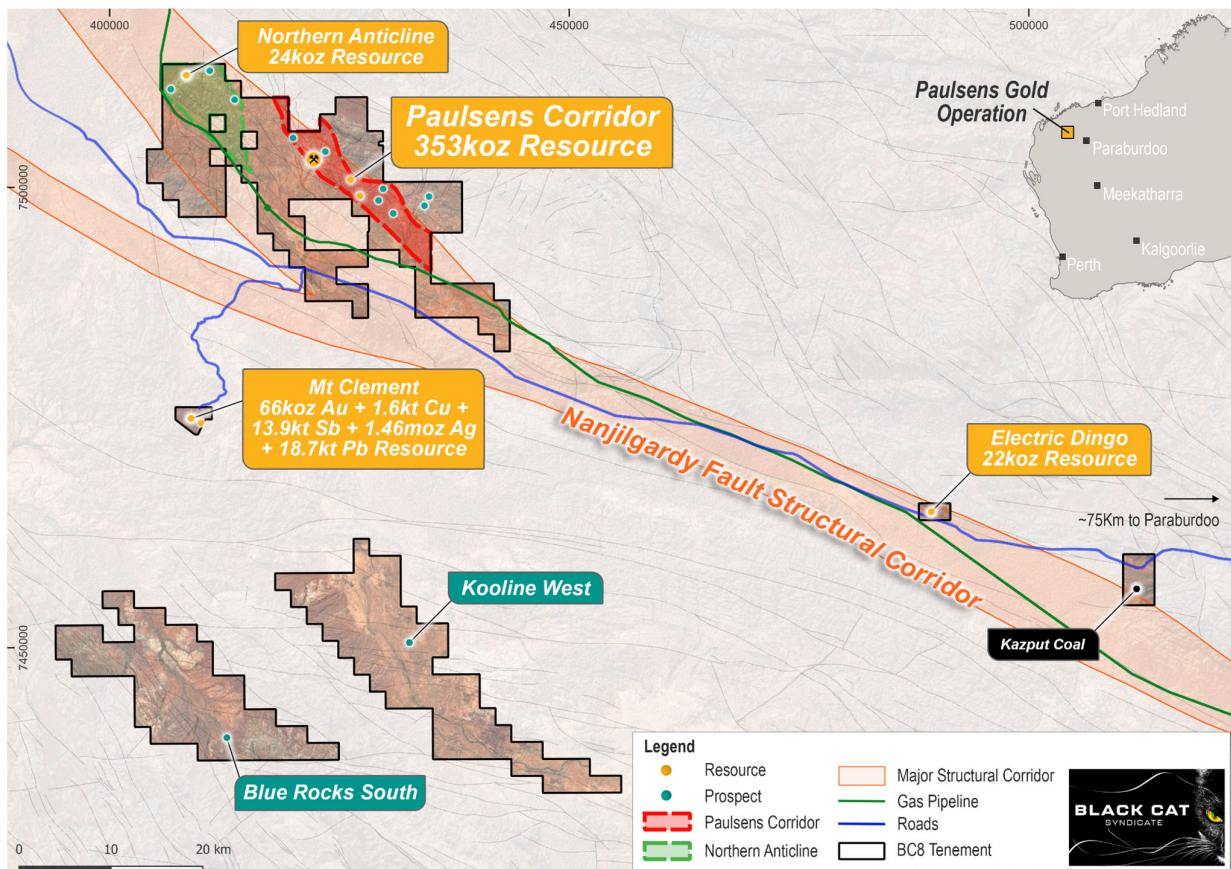 400000
450000
500000
7500000
7450000
Northern Anticline
24koz Resource
Paulsens Corridor
353koz Resource
Paulsens Gold
Operation
Port Hedland
Paraburdoo
Meekatharra
Kalgoorlie
Perth
Mt Clement
66koz Au + 1.6kt Cu +
13.9kt Sb + 1.46moz Ag
+ 18.7kt Pb Resource
Nanjilgardy Fault Structural Corridor
Electric Dingo
22koz Resource
~75Km to Paraburdoo
Kazput Coal
Kooline West
Blue Rocks South
0
20 km
Legend
Resource
Prospect
Paulsens Corridor
Northern Anticline
Major Structural Corridor
Gas Pipeline
Roads
BC8 Tenement
BLACK CAT
SYNDICATE